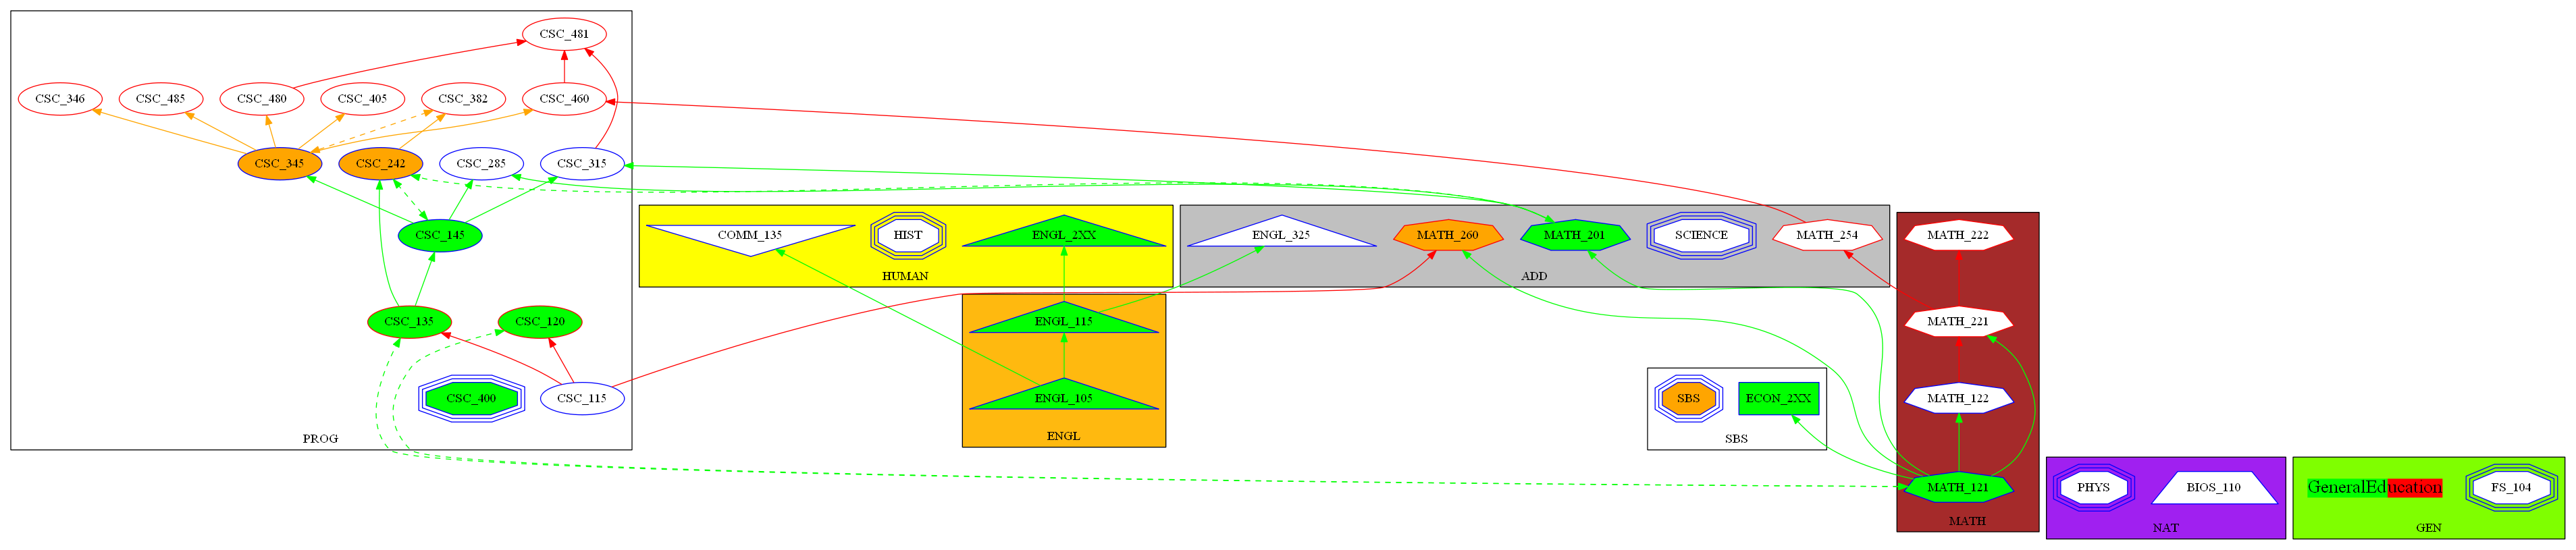 CSC_481
CSC_346
CSC_485
CSC_480
CSC_405
CSC_382
CSC_460
CSC_345
CSC_242
CSC_285
CSC_315
CSC_145
CSC_135
CSC_120
CSC_400
CSC_115
PROG
COMM_135
HIST
ENGL_2XX
HUMAN
ENGL_325
MATH_260
MATH_201
SCIENCE
MATH_254
ADD
ENGL_115
ENGL_105
ENGL
SBS
ECON_2XX
SBS
MATH_222
MATH_221
MATH_122
MATH_121
MATH
PHYS
BIOS_110
NAT
GeneralEducation
FS_104
GEN